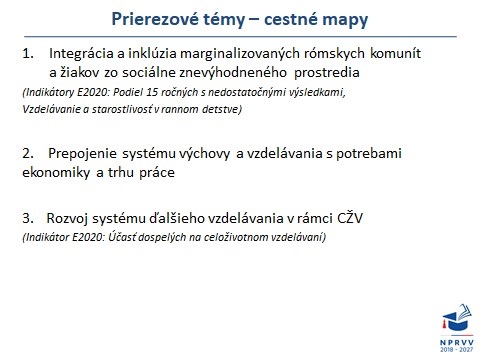 Prierezové témy – cestné mapy
1. Integrácia a inklúzia marginalizovaných rómskych komunít
a žiakov zo sociálne znevýhodneného prostredia
(Indikátory E2020: Podiel 15 ročných s nedostatočnými výsledkami,
Vzdelávanie a starostlivosť v rannom detstve)
2. Prepojenie systému výchovy a vzdelávania s potrebami
ekonomiky a trhu práce
3. Rozvoj systému ďalšieho vzdelávania v rámci CŽV
(Indikátor E2020: Účasť dospelých na celoživotnom vzdelávaní)
NPRVV
2018 - 2027